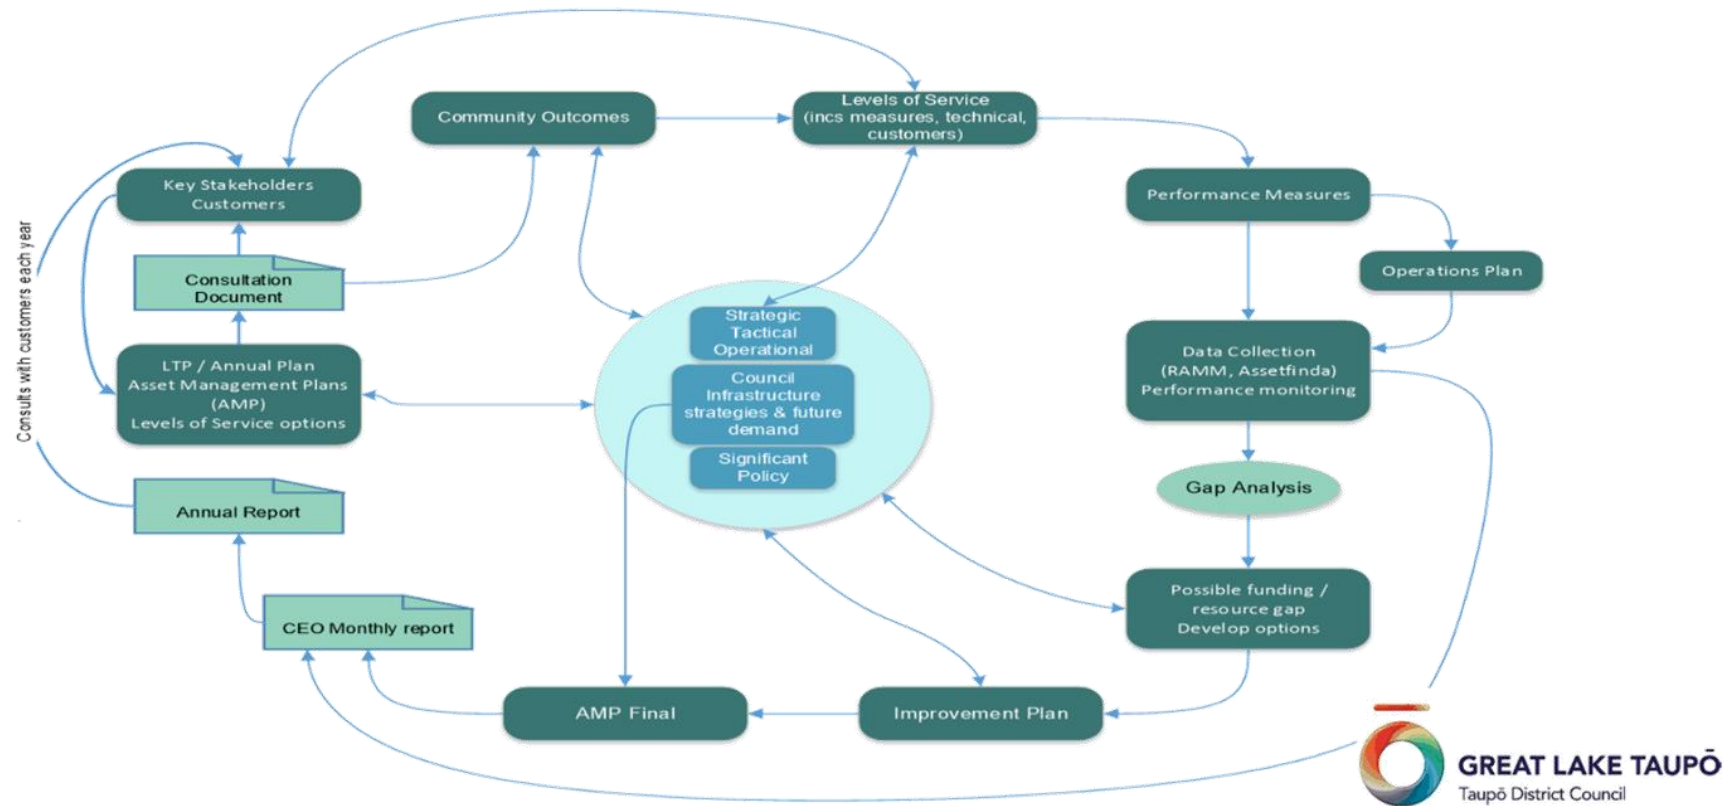 Levels of Service
(incs measures, technical,
customers)
Community Outcomes
Key Stakeholders
Customers
Performance Measures
Operations Plan
Consults with customers each year
Consultation
Document
Strategic
Tactical
Operational
LTP / Annual Plan
Asset Management Plans
(AMP)
Levels of Service options
Council
Infrastructure
strategies & future
demand
Data Collection
(RAMM, Assetfinda)
Performance monitoring
Significant
Policy
Gap Analysis
Annual Report
Possible funding /
resource gap
Develop options
CEO Monthly report
AMP Final
Improvement Plan
GREAT LAKE TAUPŌ
Taupō District Council